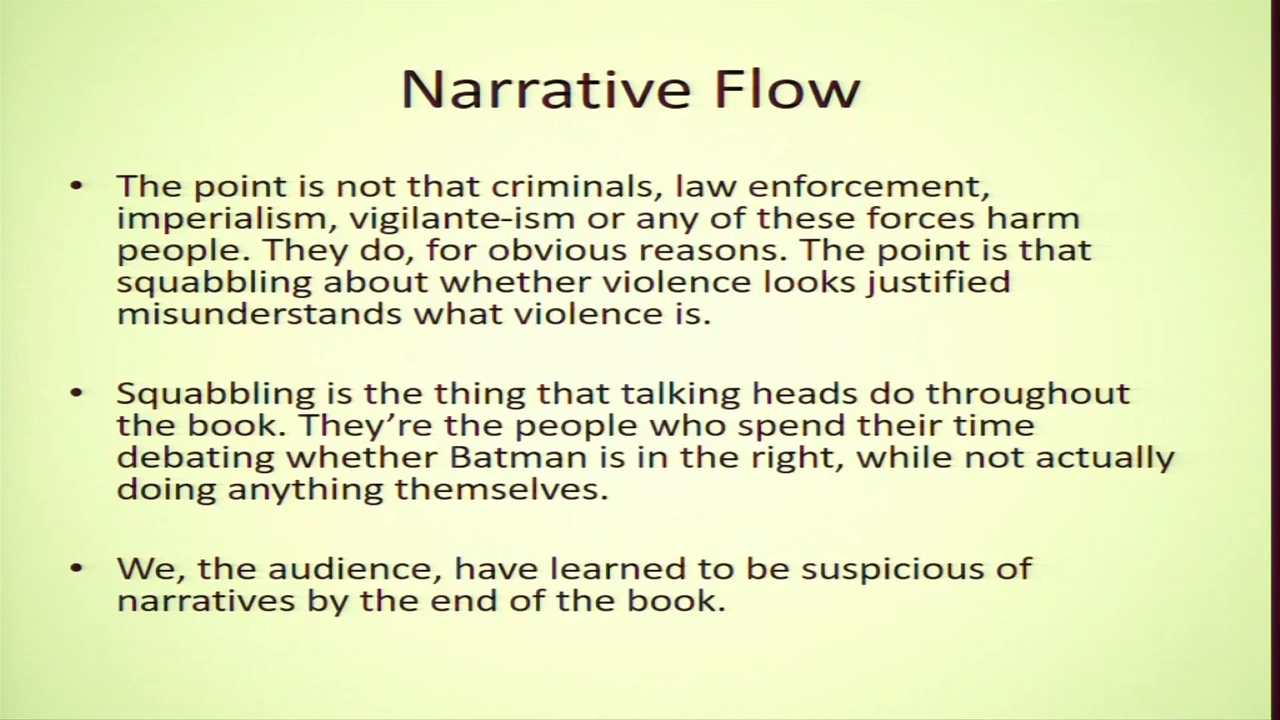 Narrative Flow
• The point is not that criminals, law enforcement,
imperialism, vigilante-ism or any of these forces harm
people. They do, for obvious reasons. The point is that
squabbling about whether violence looks justified
misunderstands what violence is.
• Squabbling is the thing that talking heads do throughout
the book. They’re the people who spend their time
debating whether Batman is in the right, while not actually
doing anything themselves.
• We, the audience, have learned to be suspicious of
narratives by the end of the book.